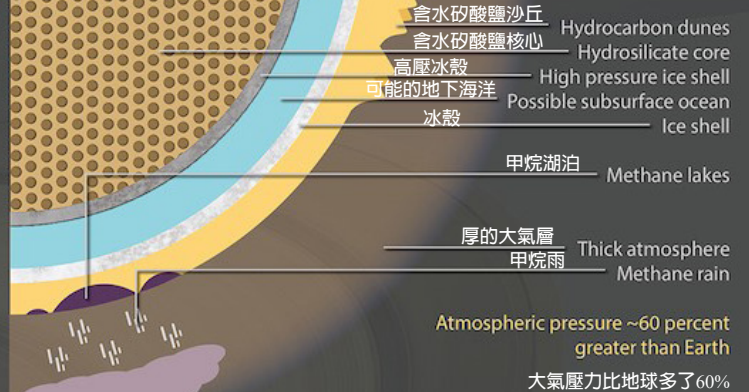 含水矽酸鹽沙丘
Hydrocarbon dunes
含水矽酸鹽核心
Hydrosilicate core
高壓冰殼
High pressure ice shell
可能的地下海洋
Possible subsurface ocean
冰殼
Ice shell
甲烷湖泊
Methane lakes
厚的大氣層
Thick atmosphere
甲烷雨
Methane rain
Atmospheric pressure ~60 percent
greater than Earth
大氣壓力比地球多了60%